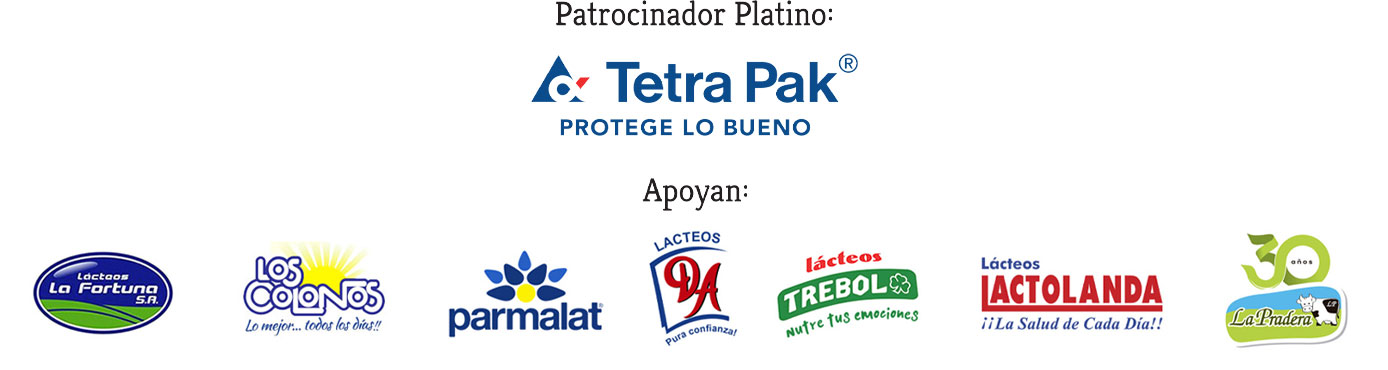 Patrocinador Platino:
Tetra Pak®
PROTEGE LO BUENO
Apoyan:
Lácteos
La Fortuna
S.A.
LOS
COLONOS
Lo mejor... todos los días!!
parmalat
LACTEOS
DA
Pura confianza!
lácteos
TREBOL
Nutre tus emociones
Lácteos
LACTOLANDA
¡¡La Salud de Cada Día!!
30
años
LP
La Pradera